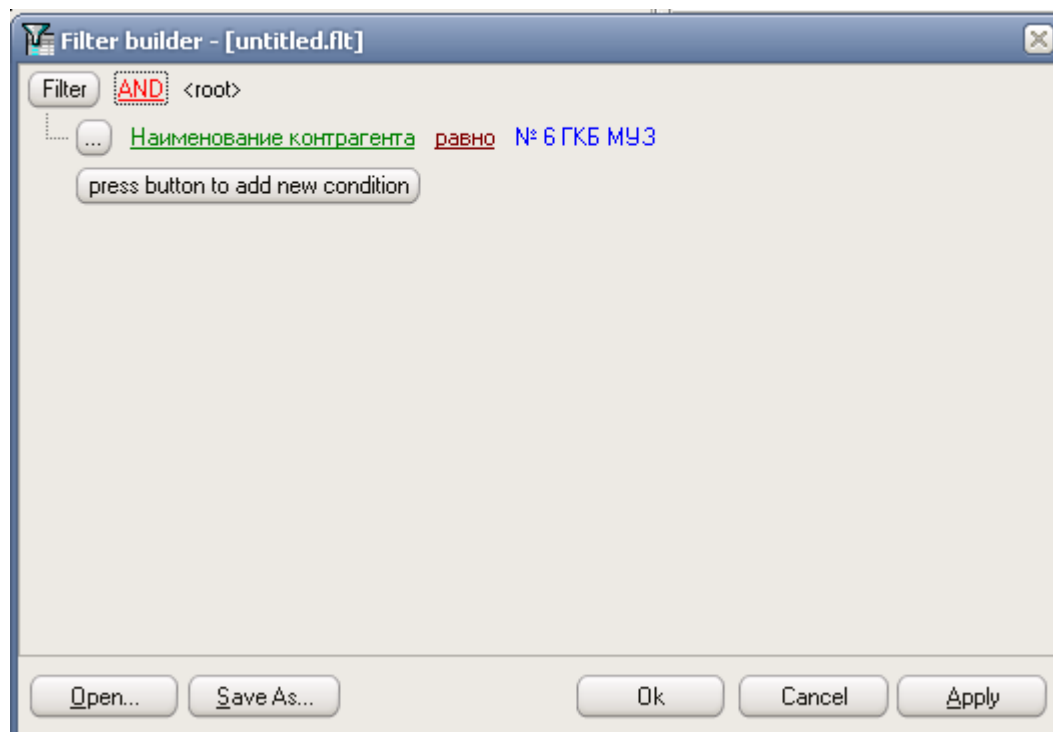 Filter builder - [untitled.flt]
Filter AND <root>
... Наименование контрагента равно № 6 ГКБ МУЗ
press button to add new condition
Open... Save As... Ok Cancel Apply